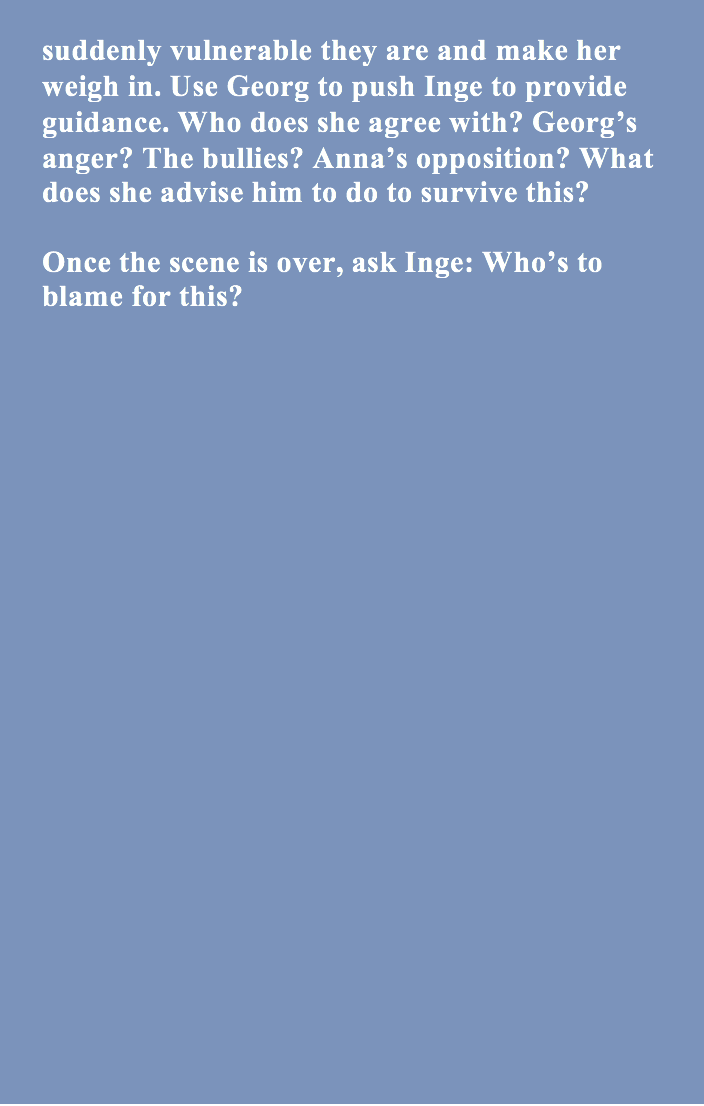 suddenly vulnerable they are and make her
weigh in. Use Georg to push Inge to provide
guidance. Who does she agree with? Georg’s
anger? The bullies? Anna’s opposition? What
does she advise him to do to survive this?
Once the scene is over, ask Inge: Who’s to
blame for this?